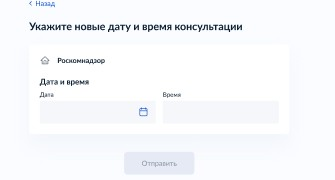 Назад
Укажите новые дату и время консультации
Роскомнадзор
Дата и время
Дата
Время
Отправить